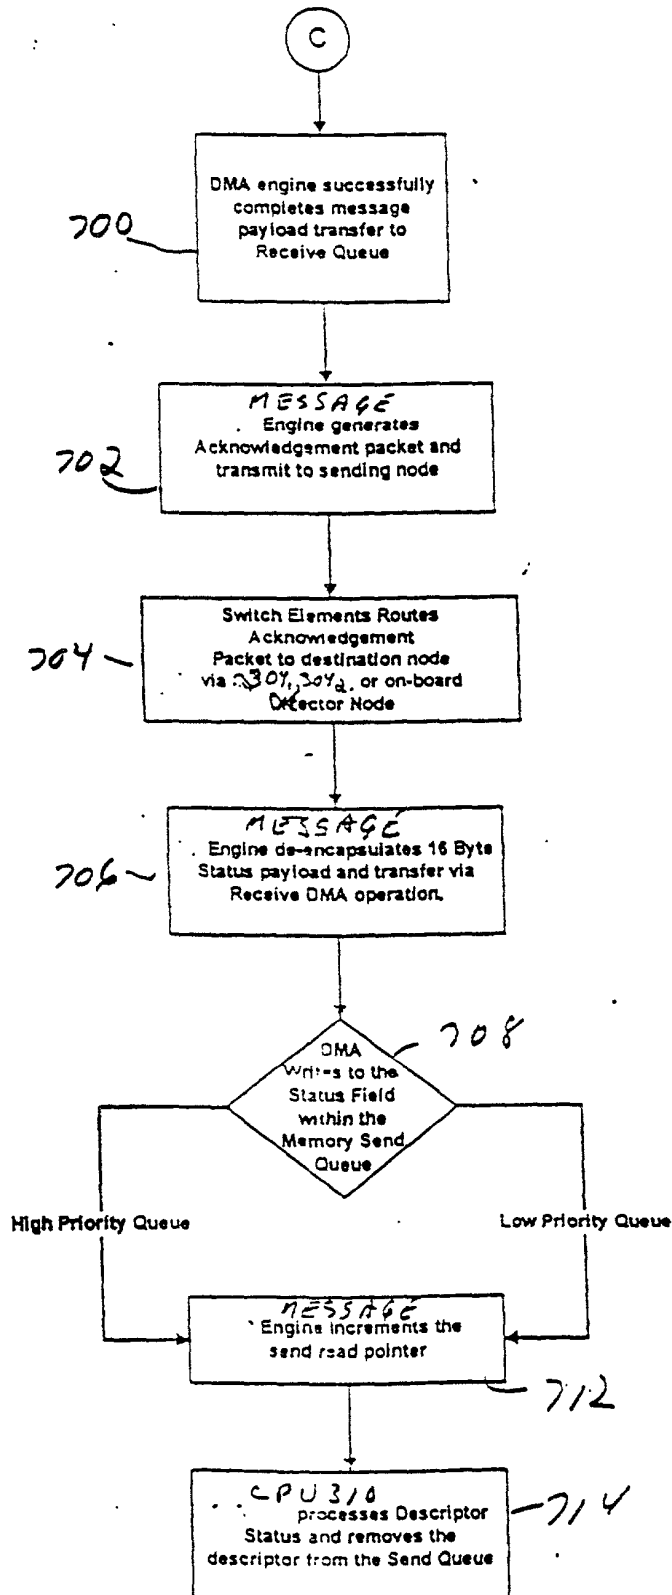 C
DMA engine successfully
completes message
payload transfer to
Receive Queue
700
MESSAGE
Engine generates
Acknowledgement packet and
transmit to sending node
702
Switch Elements Routes
Acknowledgement
Packet to destination node
via 304₁, 304₂, or on-board
Director Node
704
MESSAGE
Engine de-encapsulates 16 Byte
Status payload and transfer via
Receive DMA operation.
706
708
DMA
Writes to the
Status Field
within the
Memory Send
Queue
High Priority Queue
Low Priority Queue
MESSAGE
Engine increments the
send read pointer
712
CPU 310
processes Descriptor
Status and removes the
descriptor from the Send Queue
714